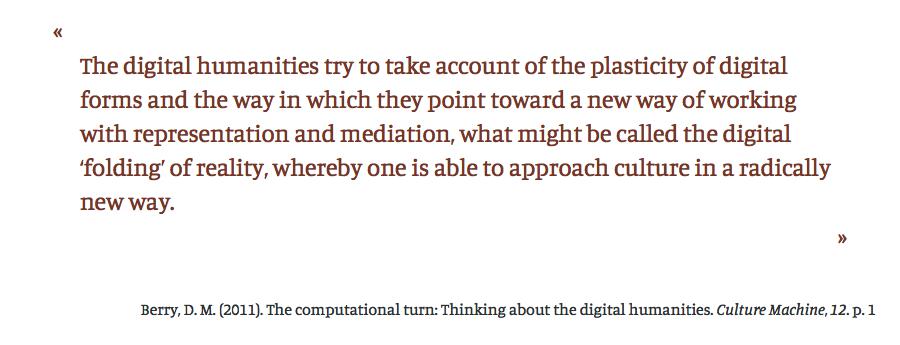 «
The digital humanities try to take account of the plasticity of digital
forms and the way in which they point toward a new way of working
with representation and mediation, what might be called the digital
‘folding’ of reality, whereby one is able to approach culture in a radically
new way.
»
Berry, D. M. (2011). The computational turn: Thinking about the digital humanities. Culture Machine, 12. p. 1